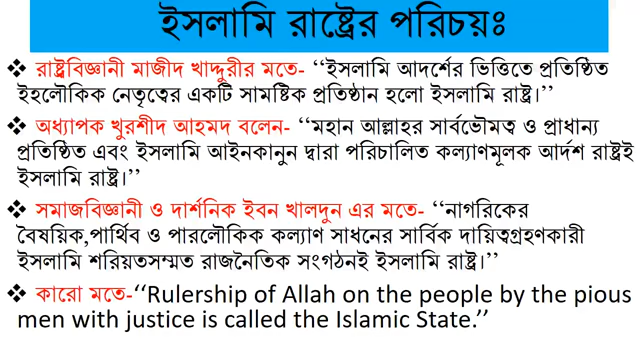 ইসলামি রাষ্ট্রের পরিচয়ঃ
❖ রাষ্ট্রবিজ্ঞানী মাজীদ খাদ্দুরীর মতে- ‘‘ইসলামি আদর্শের ভিত্তিতে প্রতিষ্ঠিত
ইহলৌকিক নেতৃত্বের একটি সামষ্টিক প্রতিষ্ঠান হলো ইসলামি রাষ্ট্র।’’
❖ অধ্যাপক খুরশীদ আহমদ বলেন- ‘‘মহান আল্লাহর সার্বভৌমত্ব ও প্রাধান্য
প্রতিষ্ঠিত এবং ইসলামি আইনকানুন দ্বারা পরিচালিত কল্যাণমূলক আর্দশ রাষ্ট্রই
ইসলামি রাষ্ট্র।’’
❖ সমাজবিজ্ঞানী ও দার্শনিক ইবন খালদুন এর মতে- ‘‘নাগরিকের
বৈষয়িক,পার্থিব ও পারলৌকিক কল্যাণ সাধনের সার্বিক দায়িত্বগ্রহণকারী
ইসলামি শরিয়তসম্মত রাজনৈতিক সংগঠনই ইসলামি রাষ্ট্র।’’
❖ কারো মতে-‘‘Rulership of Allah on the people by the pious
men with justice is called the Islamic State.’’